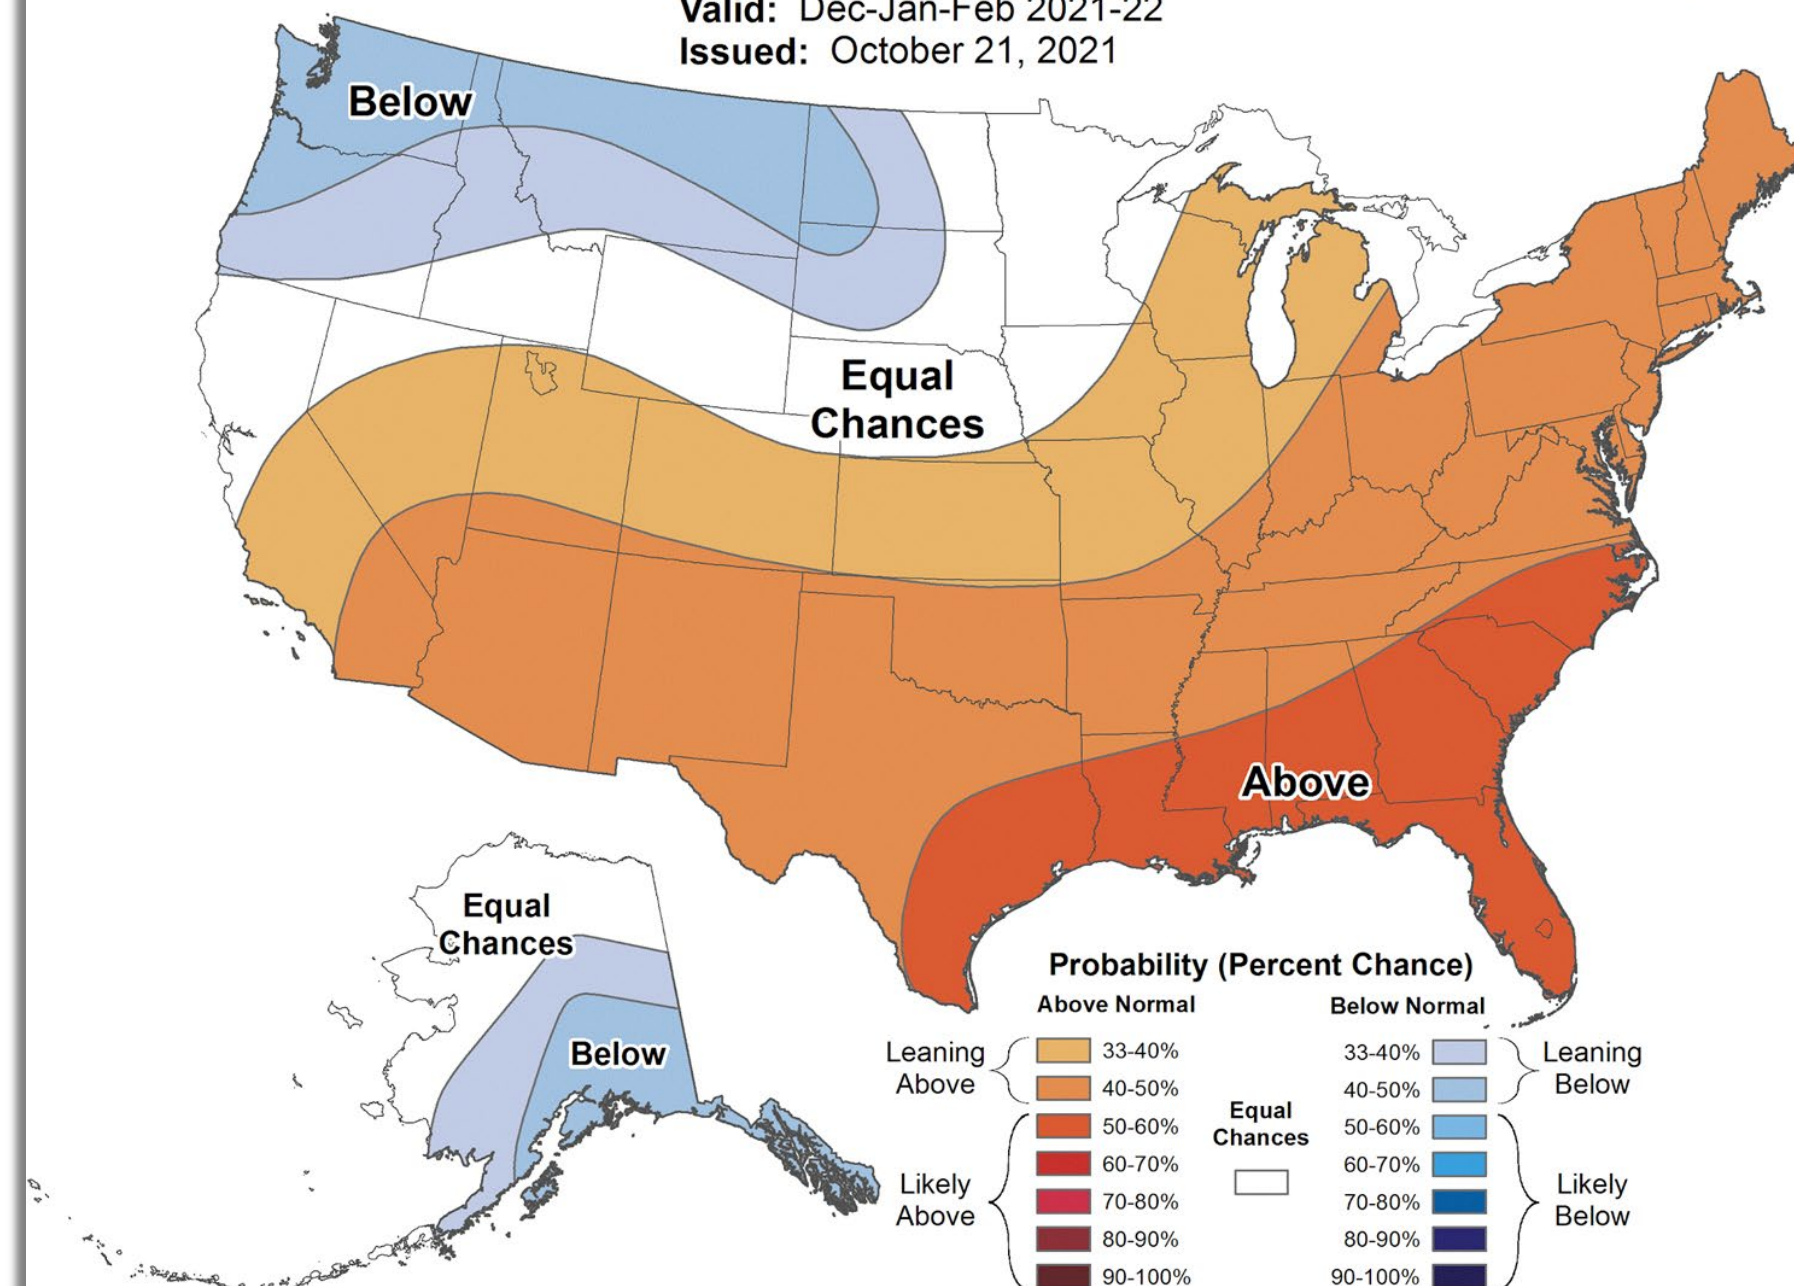 Valid: Dec-Jan-Feb 2021-22
Issued: October 21, 2021
Below
Equal
Chances
Above
Equal
Chances
Below
Probability (Percent Chance)
Above Normal
Below Normal
Leaning
Above
33-40%
40-50%
50-60%
60-70%
70-80%
80-90%
90-100%
Likely
Above
Equal
Chances
33-40%
40-50%
50-60%
60-70%
70-80%
80-90%
90-100%
Leaning
Below
Likely
Below